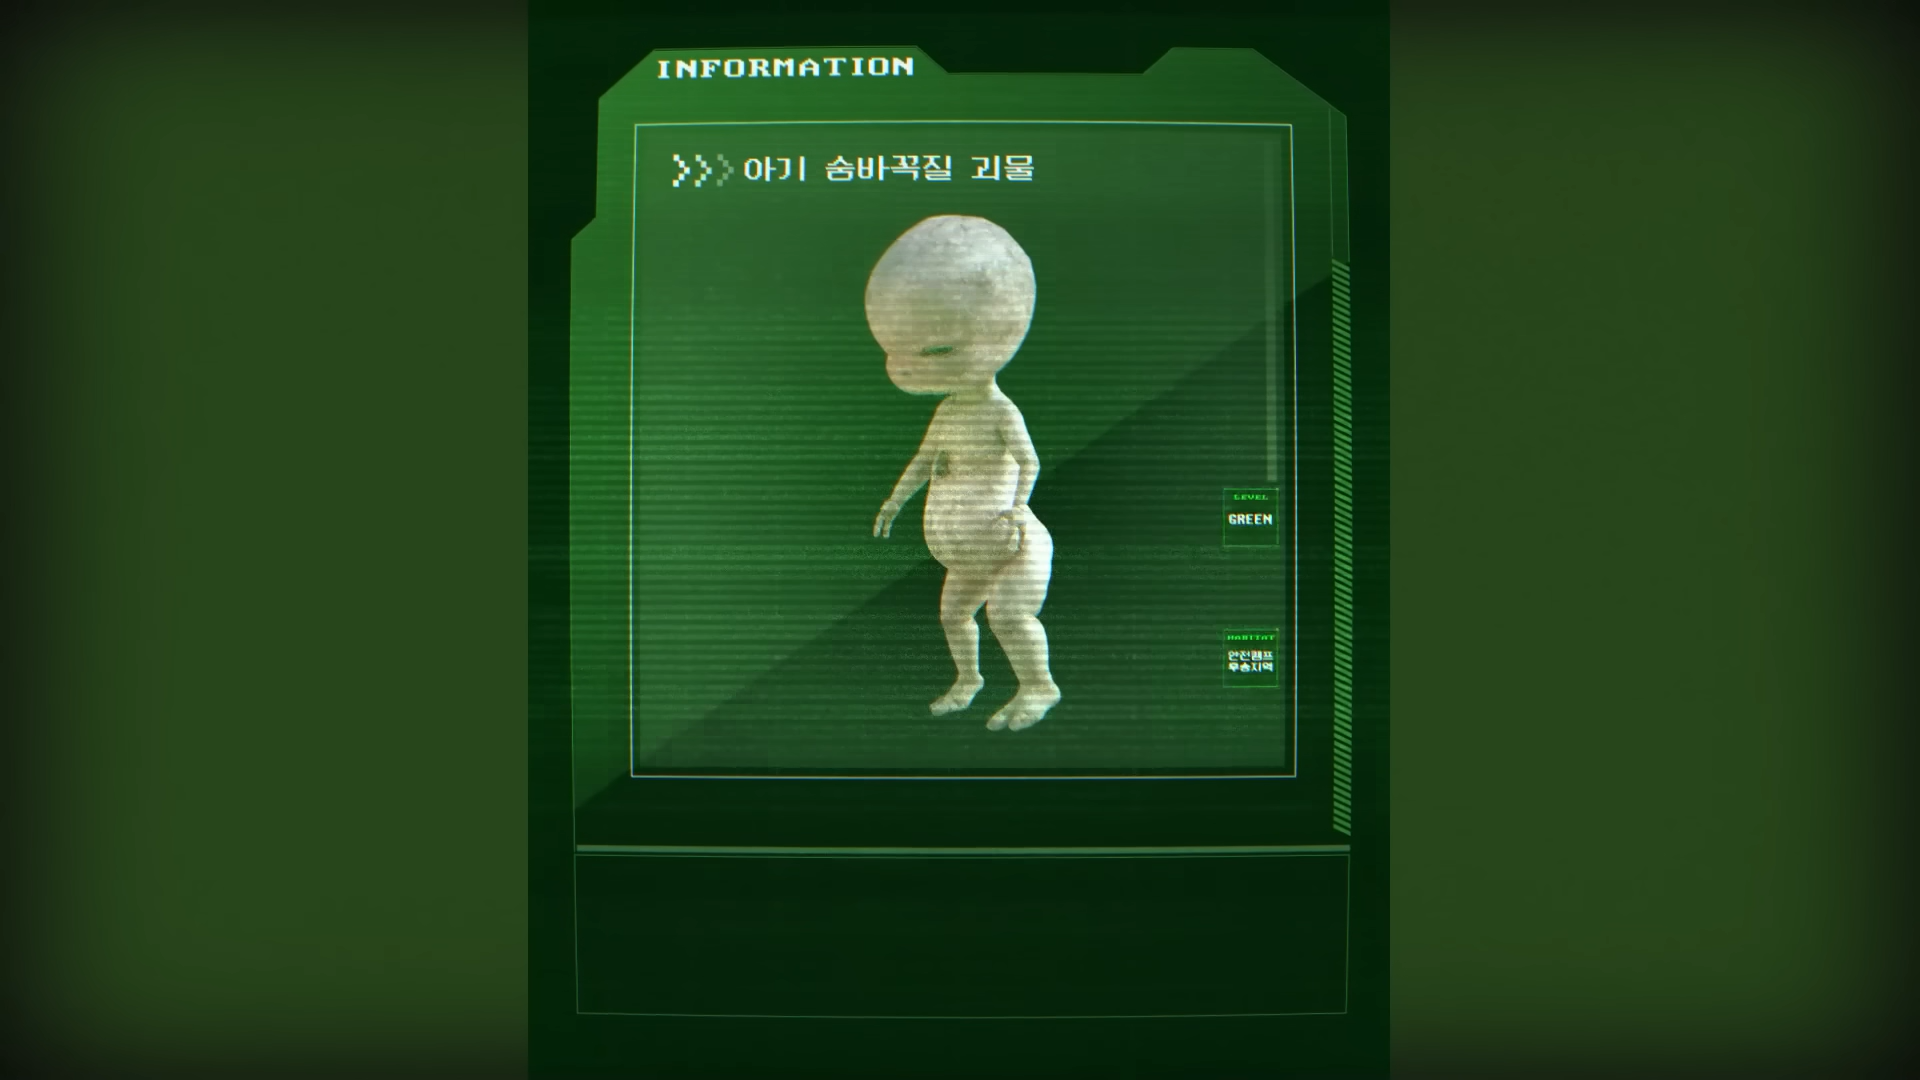 INFORMATION
아기 숨바꼭질 괴물
LEVEL
GREEN
HABITAT
안전캠프
무송지역